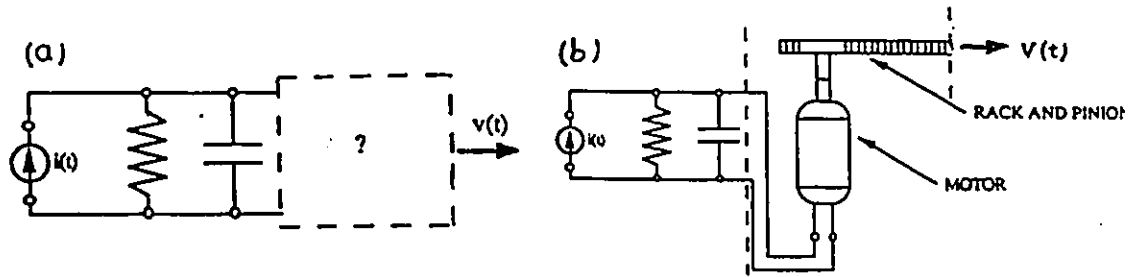 (a)
i(t)
?
v(t)
(b)
i(t)
V(t)
RACK AND PINION
MOTOR